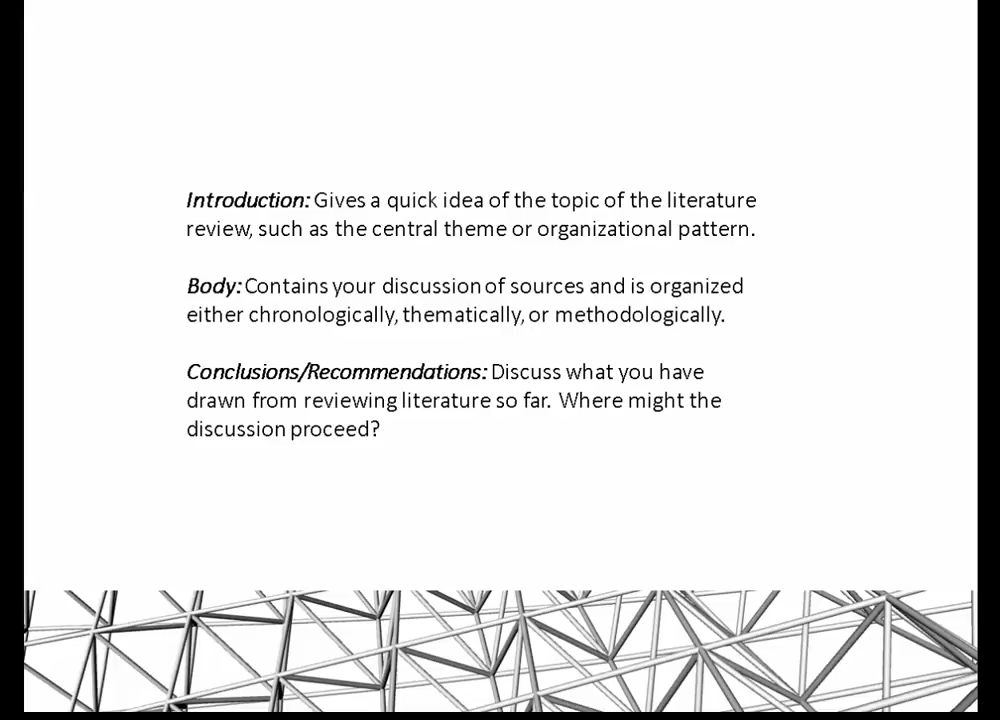 Introduction: Gives a quick idea of the topic of the literature
review, such as the central theme or organizational pattern.
Body: Contains your discussion of sources and is organized
either chronologically, thematically, or methodologically.
Conclusions/Recommendations: Discuss what you have
drawn from reviewing literature so far. Where might the
discussion proceed?